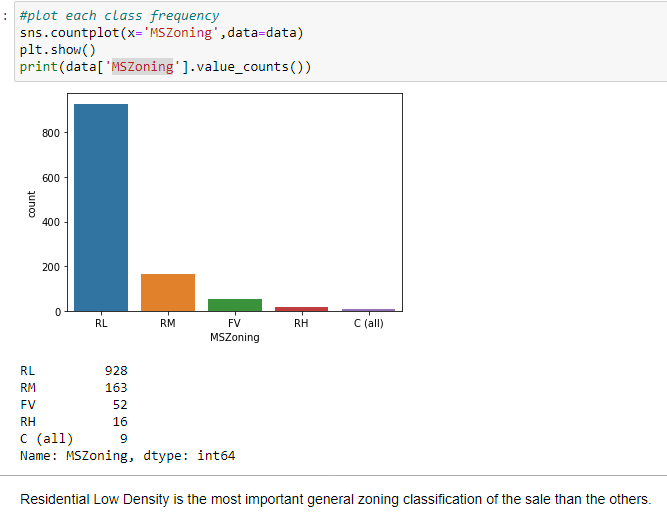 : #plot each class frequency
sns.countplot(x='MSZoning',data=data)
plt.show()
print(data['MSZoning'].value_counts())
800
600
400
200
0
count
RL RM FV RH C (all)
MSZoning
RL 928
RM 163
FV 52
RH 16
C (all) 9
Name: MSZoning, dtype: int64
Residential Low Density is the most important general zoning classification of the sale than the others.